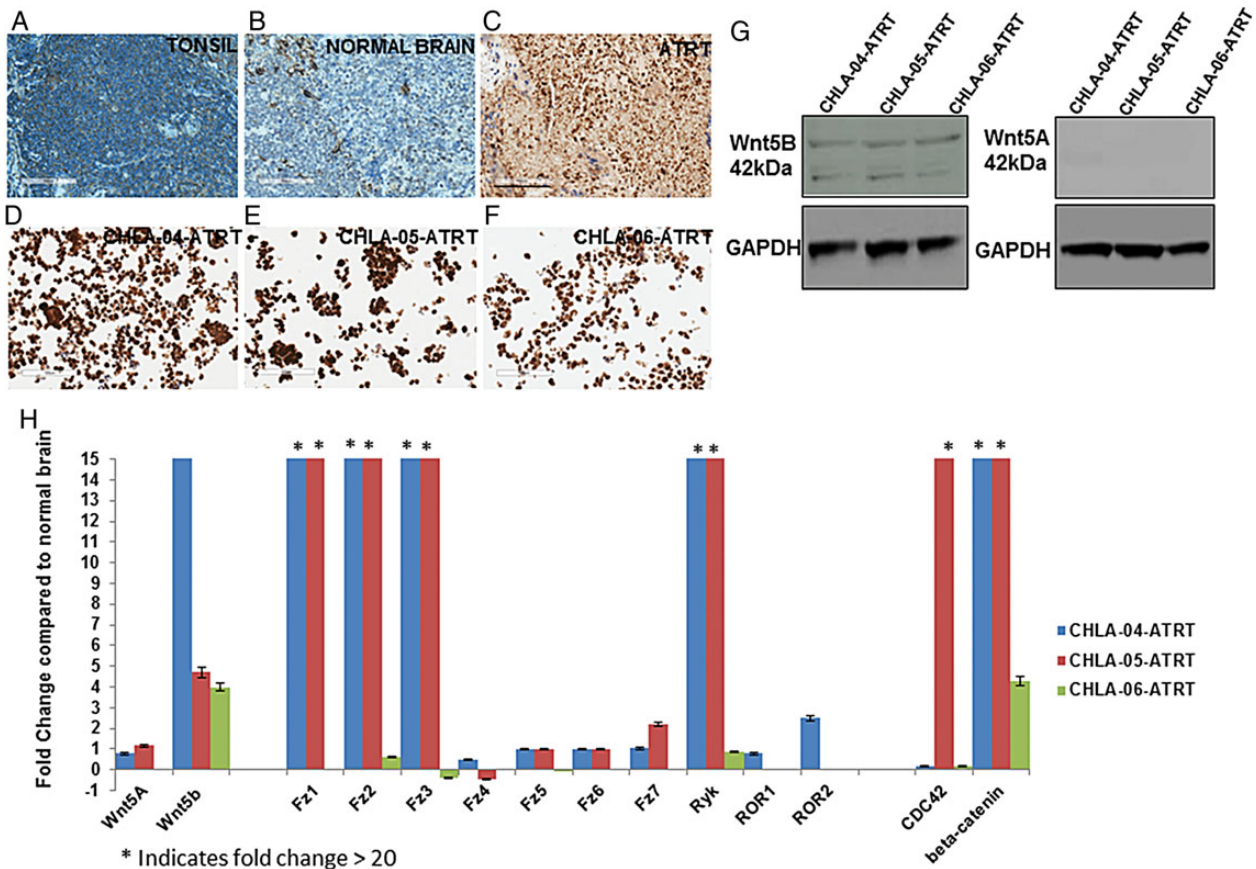 A
B
C
TONSIL
NORMAL BRAIN
ATRT
D
E
F
CHLA-04-ATRT
CHLA-05-ATRT
CHLA-06-ATRT
G
CHLA-04-ATRT
CHLA-05-ATRT
CHLA-06-ATRT
CHLA-04-ATRT
CHLA-05-ATRT
CHLA-06-ATRT
Wnt5B
42kDa
Wnt5A
42kDa
GAPDH
GAPDH
H
Fold Change compared to normal brain
* * * * * * * * * * *
15
14
13
12
11
10
9
8
7
6
5
4
3
2
1
0
-1
Wnt5A
Wnt5b
Fz1
Fz2
Fz3
Fz4
Fz5
Fz6
Fz7
Ryk
ROR1
ROR2
CDC42
beta-catenin
CHLA-04-ATRT
CHLA-05-ATRT
CHLA-06-ATRT
* Indicates fold change > 20